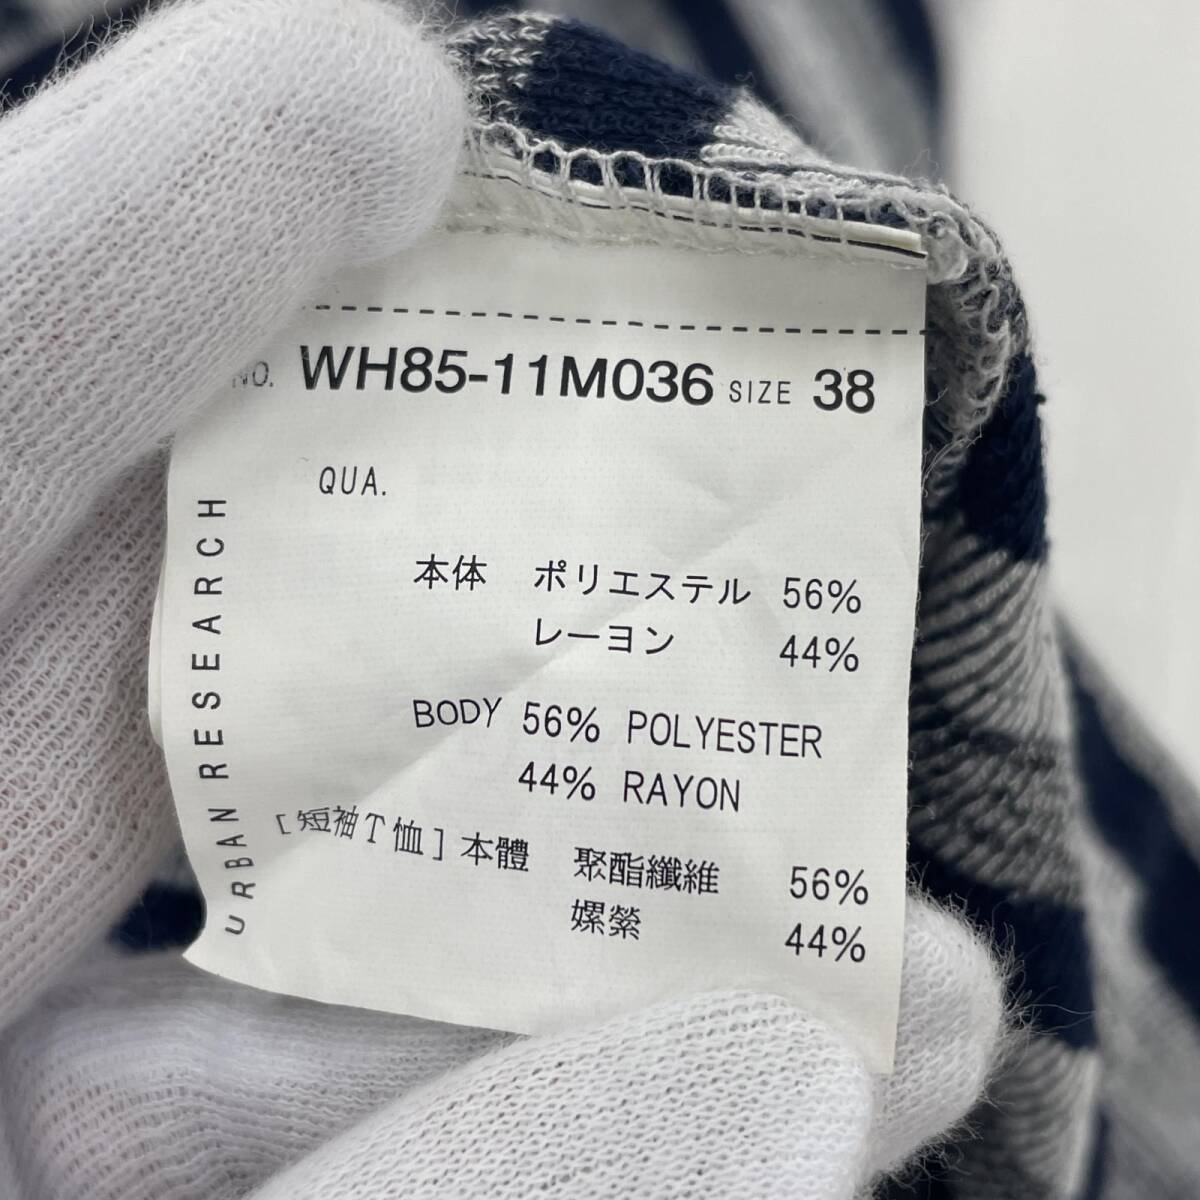 NO. WH85-11M036 SIZE 38
QUA.
本体 ポリエステル 56%
レーヨン 44%
BODY 56% POLYESTER
44% RAYON
[短袖T恤]本體 聚酯纖維 56%
嫘縈 44%
URBAN RESEARCH